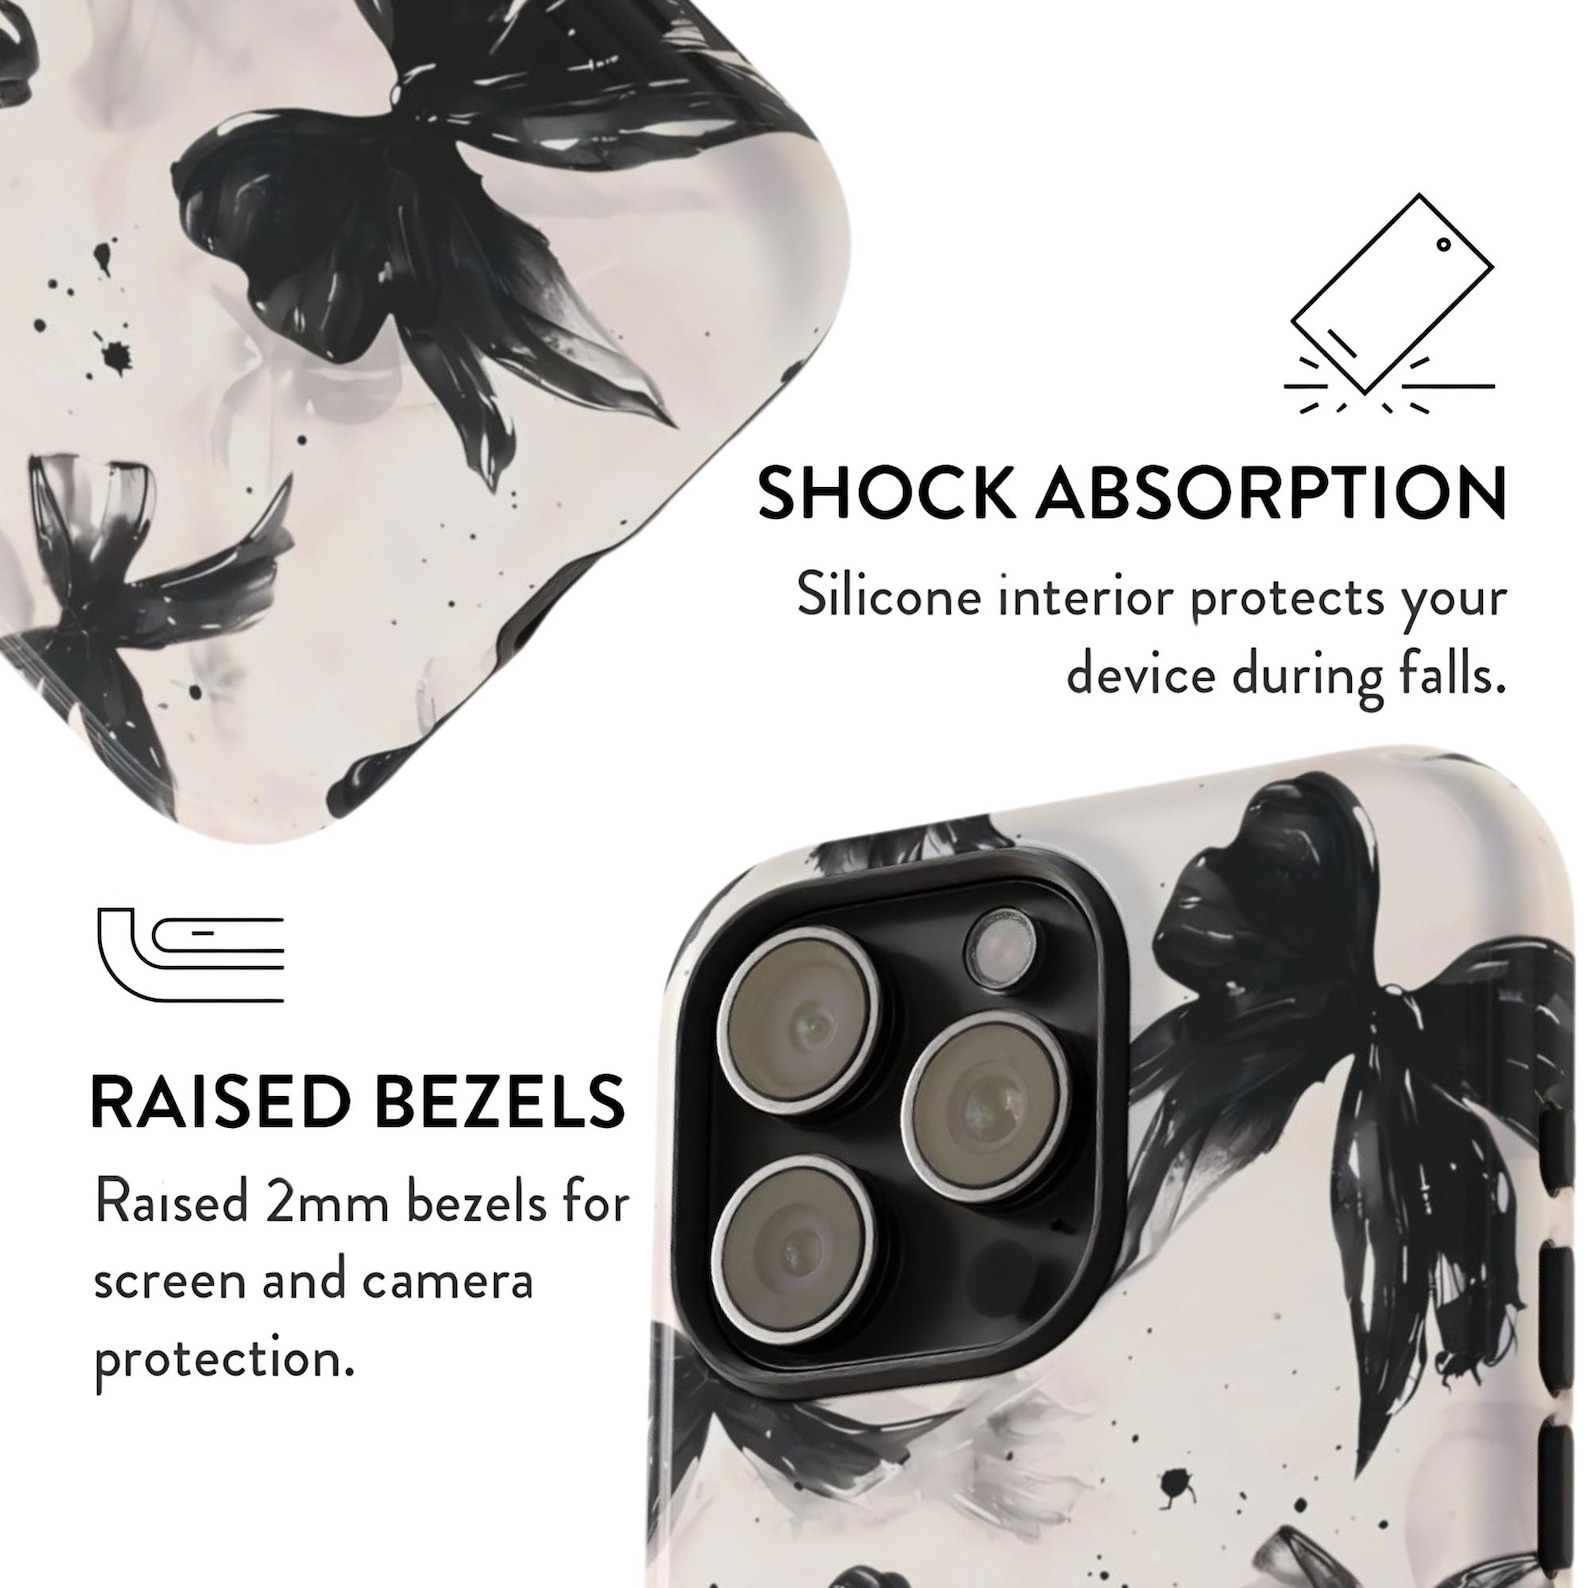 SHOCK ABSORPTION
Silicone interior protects your
device during falls.
RAISED BEZELS
Raised 2mm bezels for
screen and camera
protection.